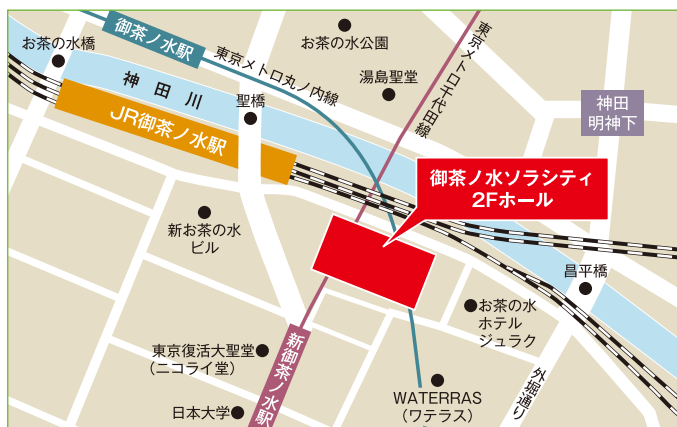 御茶ノ水駅
お茶の水公園
お茶の水橋
東京メトロ丸ノ内線
東京メトロ千代田線
湯島聖堂
神田川
聖橋
神田
明神下
JR御茶ノ水駅
御茶ノ水ソラシティ
2Fホール
新お茶の水
ビル
昌平橋
お茶の水
ホテル
ジュラク
新御茶ノ水駅
東京復活大聖堂
（ニコライ堂）
外堀通り
WATERRAS
（ワテラス）
日本大学